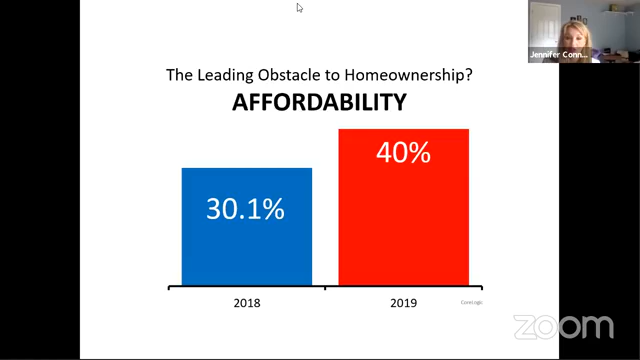 Jennifer Conn...
The Leading Obstacle to Homeownership?
AFFORDABILITY
30.1%
40%
2018
2019
CoreLogic
zoom